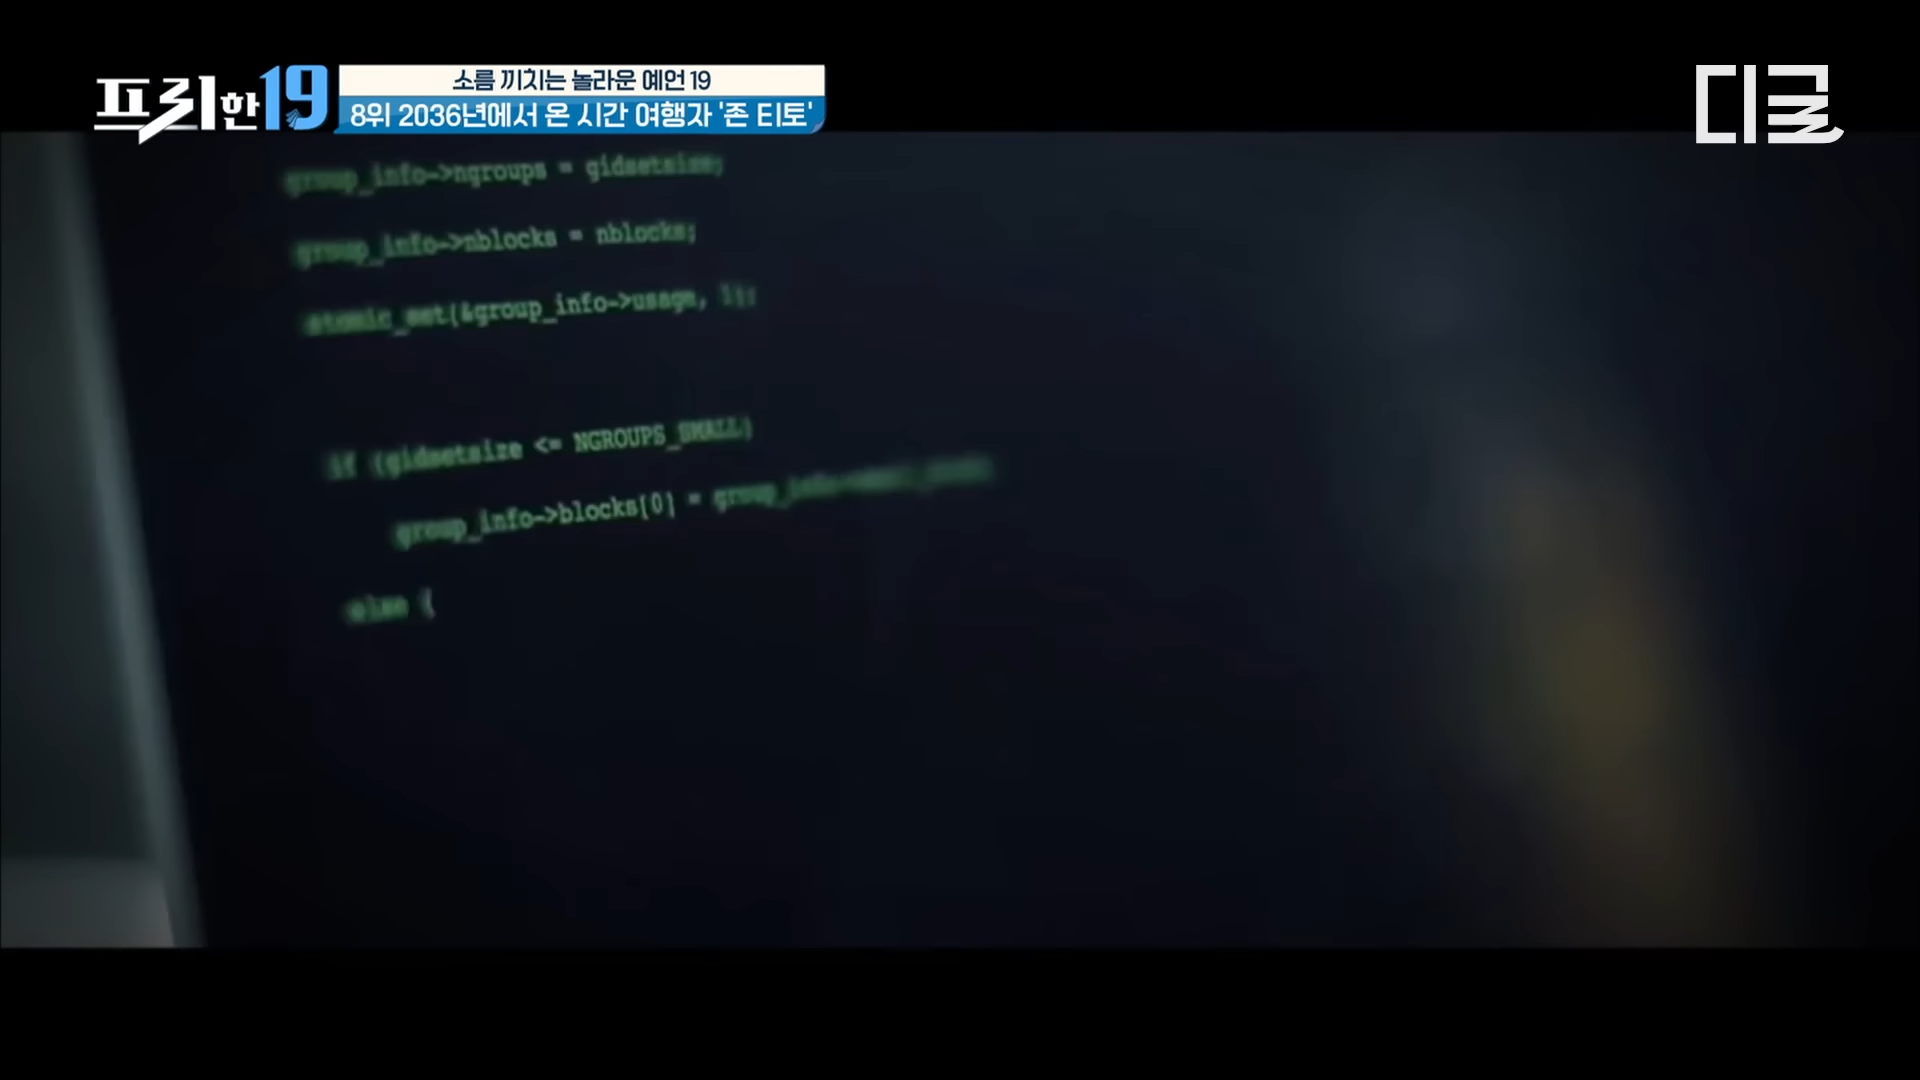 프리한19
소름 끼치는 놀라운 예언 19
8위 2036년에서 온 시간 여행자 '존 티토'
디글
group_info->ngroups = gidsetsize;
group_info->nblocks = nblocks;
atomic_set(&group_info->usage, 1);
if (gidsetsize <= NGROUPS_SMALL)
group_info->blocks[0] = group_info->
else {